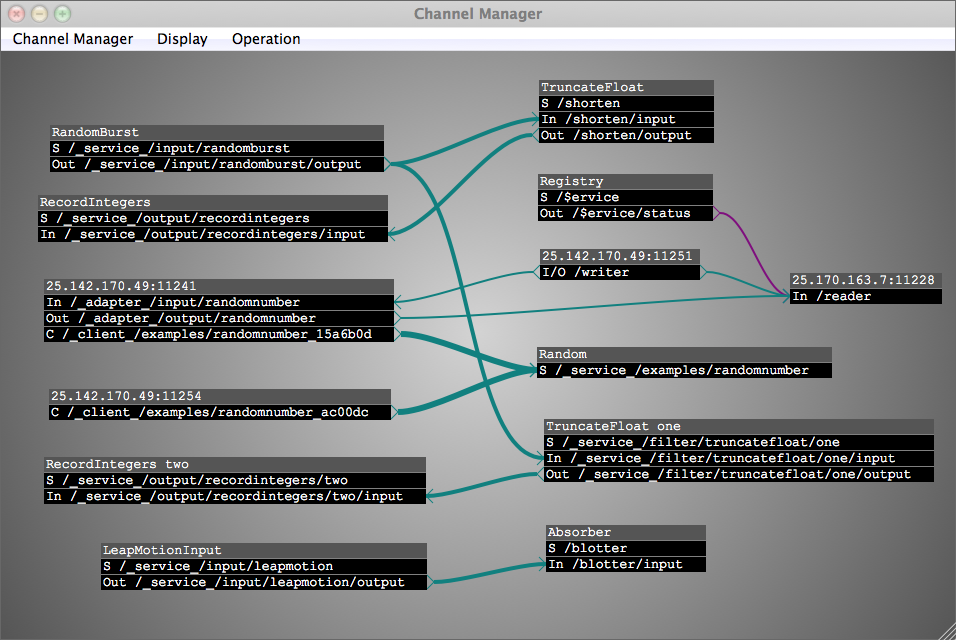 Channel Manager
Channel Manager Display Operation
RandomBurst
S /_service_/input/randomburst
Out /_service_/input/randomburst/output
RecordIntegers
S /_service_/output/recordintegers
In /_service_/output/recordintegers/input
25.142.170.49:11241
In /_adapter_/input/randomnumber
Out /_adapter_/output/randomnumber
C /_client_/examples/randomnumber_15a6b0d
25.142.170.49:11254
C /_client_/examples/randomnumber_ac00dc
RecordIntegers two
S /_service_/output/recordintegers/two
In /_service_/output/recordintegers/two/input
LeapMotionInput
S /_service_/input/leapmotion
Out /_service_/input/leapmotion/output
TruncateFloat
S /shorten
In /shorten/input
Out /shorten/output
Registry
S /$ervice
Out /$ervice/status
25.142.170.49:11251
I/O /writer
25.170.163.7:11228
In /reader
Random
S /_service_/examples/randomnumber
TruncateFloat one
S /_service_/filter/truncatefloat/one
In /_service_/filter/truncatefloat/one/input
Out /_service_/filter/truncatefloat/one/output
Absorber
S /blotter
In /blotter/input